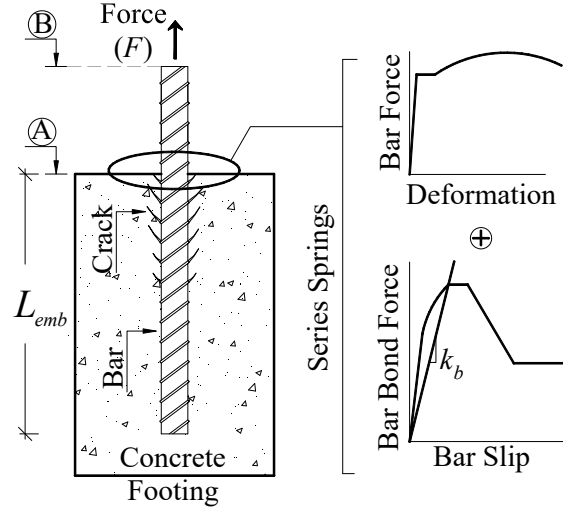 Force
(F)
B
A
Crack
Bar
L_emb
Concrete
Footing
Series Springs
Bar Force
Deformation
Bar Bond Force
k_b
Bar Slip